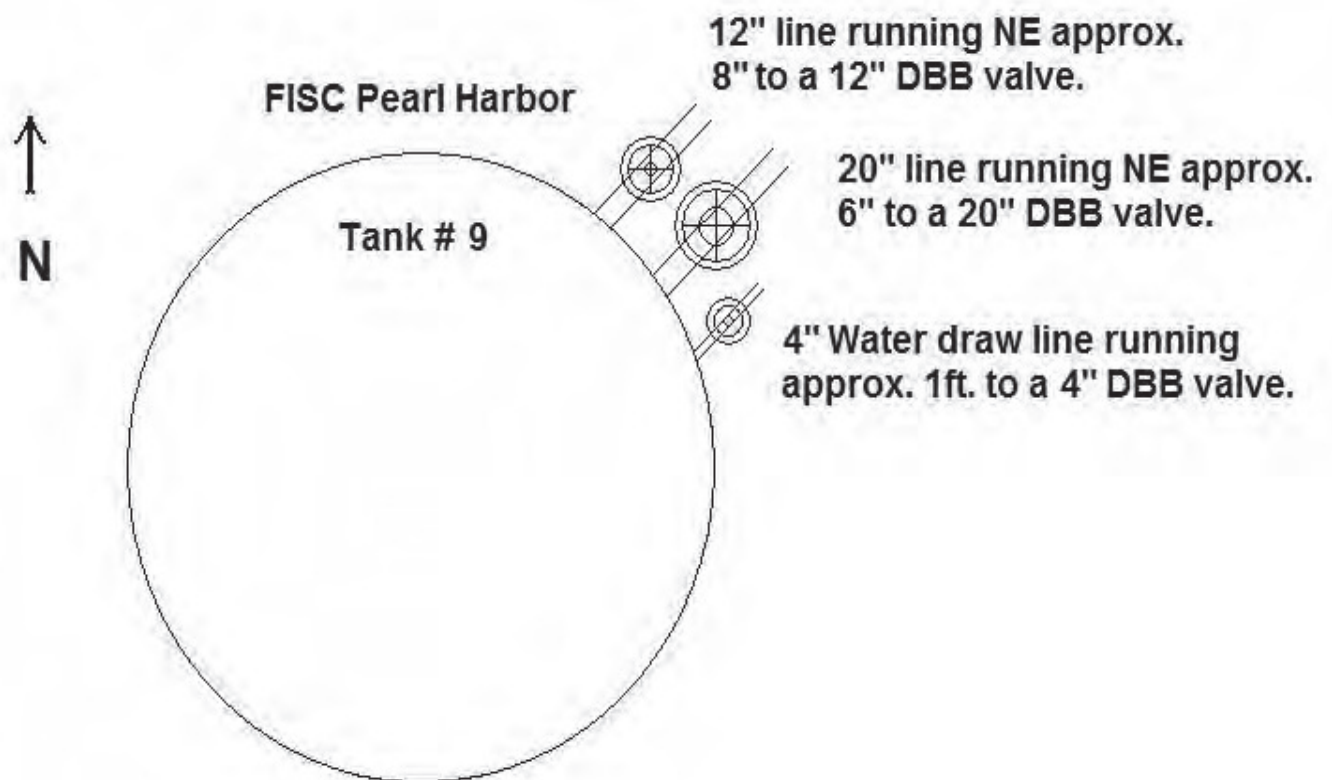 12" line running NE approx.
8" to a 12" DBB valve.
FISC Pearl Harbor
20" line running NE approx.
6" to a 20" DBB valve.
Tank # 9
N
4" Water draw line running
approx. 1ft. to a 4" DBB valve.